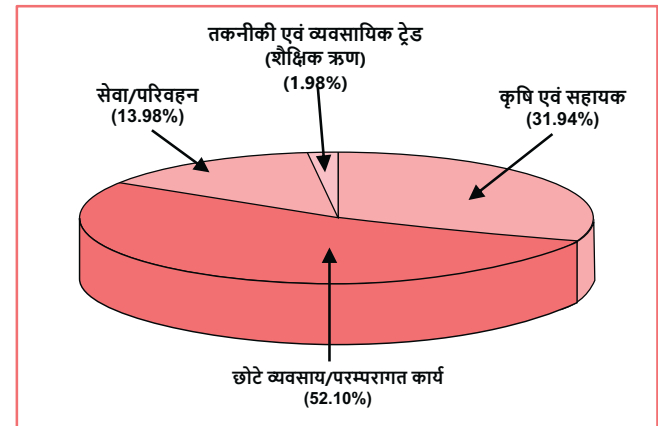 तकनीकी एवं व्यवसायिक ट्रेड
(शैक्षिक ऋण)
(1.98%)
सेवा/परिवहन
(13.98%)
कृषि एवं सहायक
(31.94%)
छोटे व्यवसाय/परम्परागत कार्य
(52.10%)